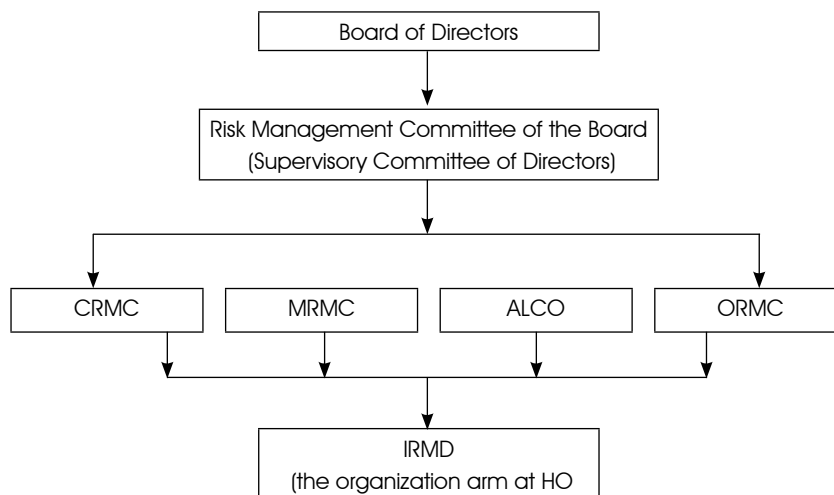 Board of Directors
Risk Management Committee of the Board
(Supervisory Committee of Directors)
CRMC
MRMC
ALCO
ORMC
IRMD
(the organization arm at HO